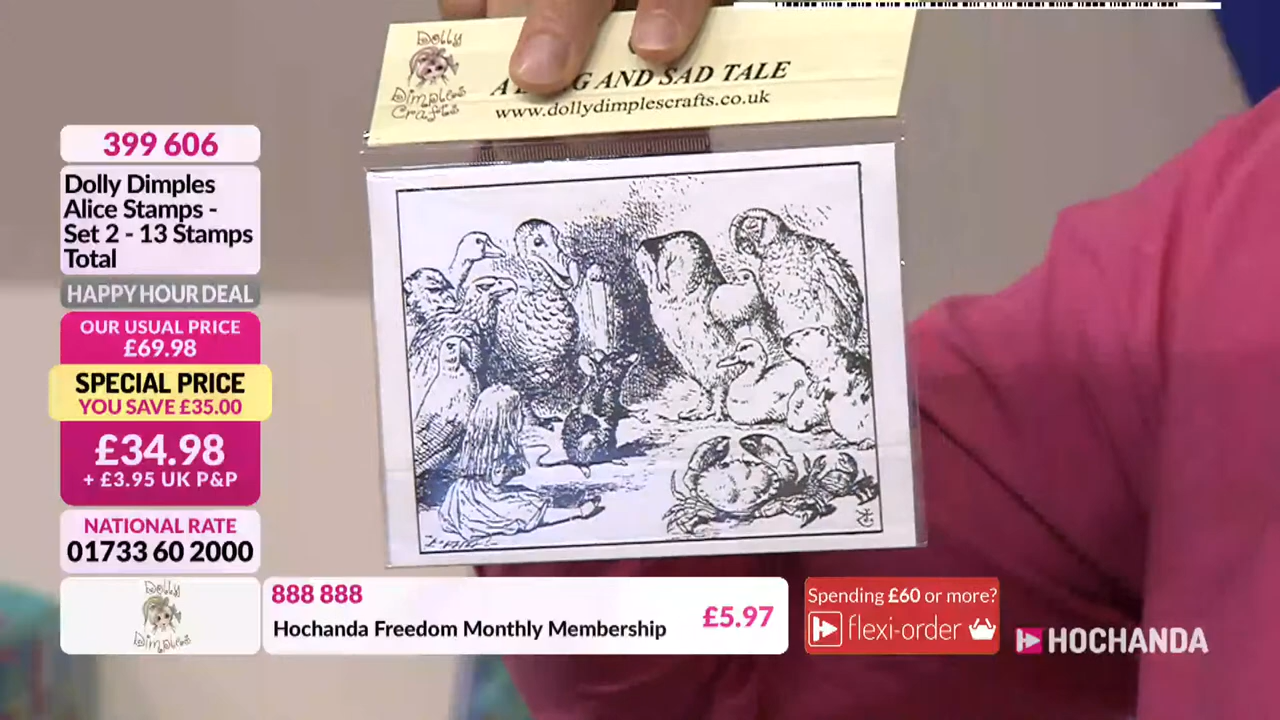 Dolly
Dimples
Crafts
AND SAD TALE
www.dollydimplescrafts.co.uk
399 606
Dolly Dimples
Alice Stamps -
Set 2 - 13 Stamps
Total
HAPPY HOUR DEAL
OUR USUAL PRICE
£69.98
SPECIAL PRICE
YOU SAVE £35.00
£34.98
+ £3.95 UK P&P
NATIONAL RATE
01733 60 2000
Dolly
Dimples
888 888
Hochanda Freedom Monthly Membership
£5.97
Spending £60 or more?
flexi-order
HOCHANDA